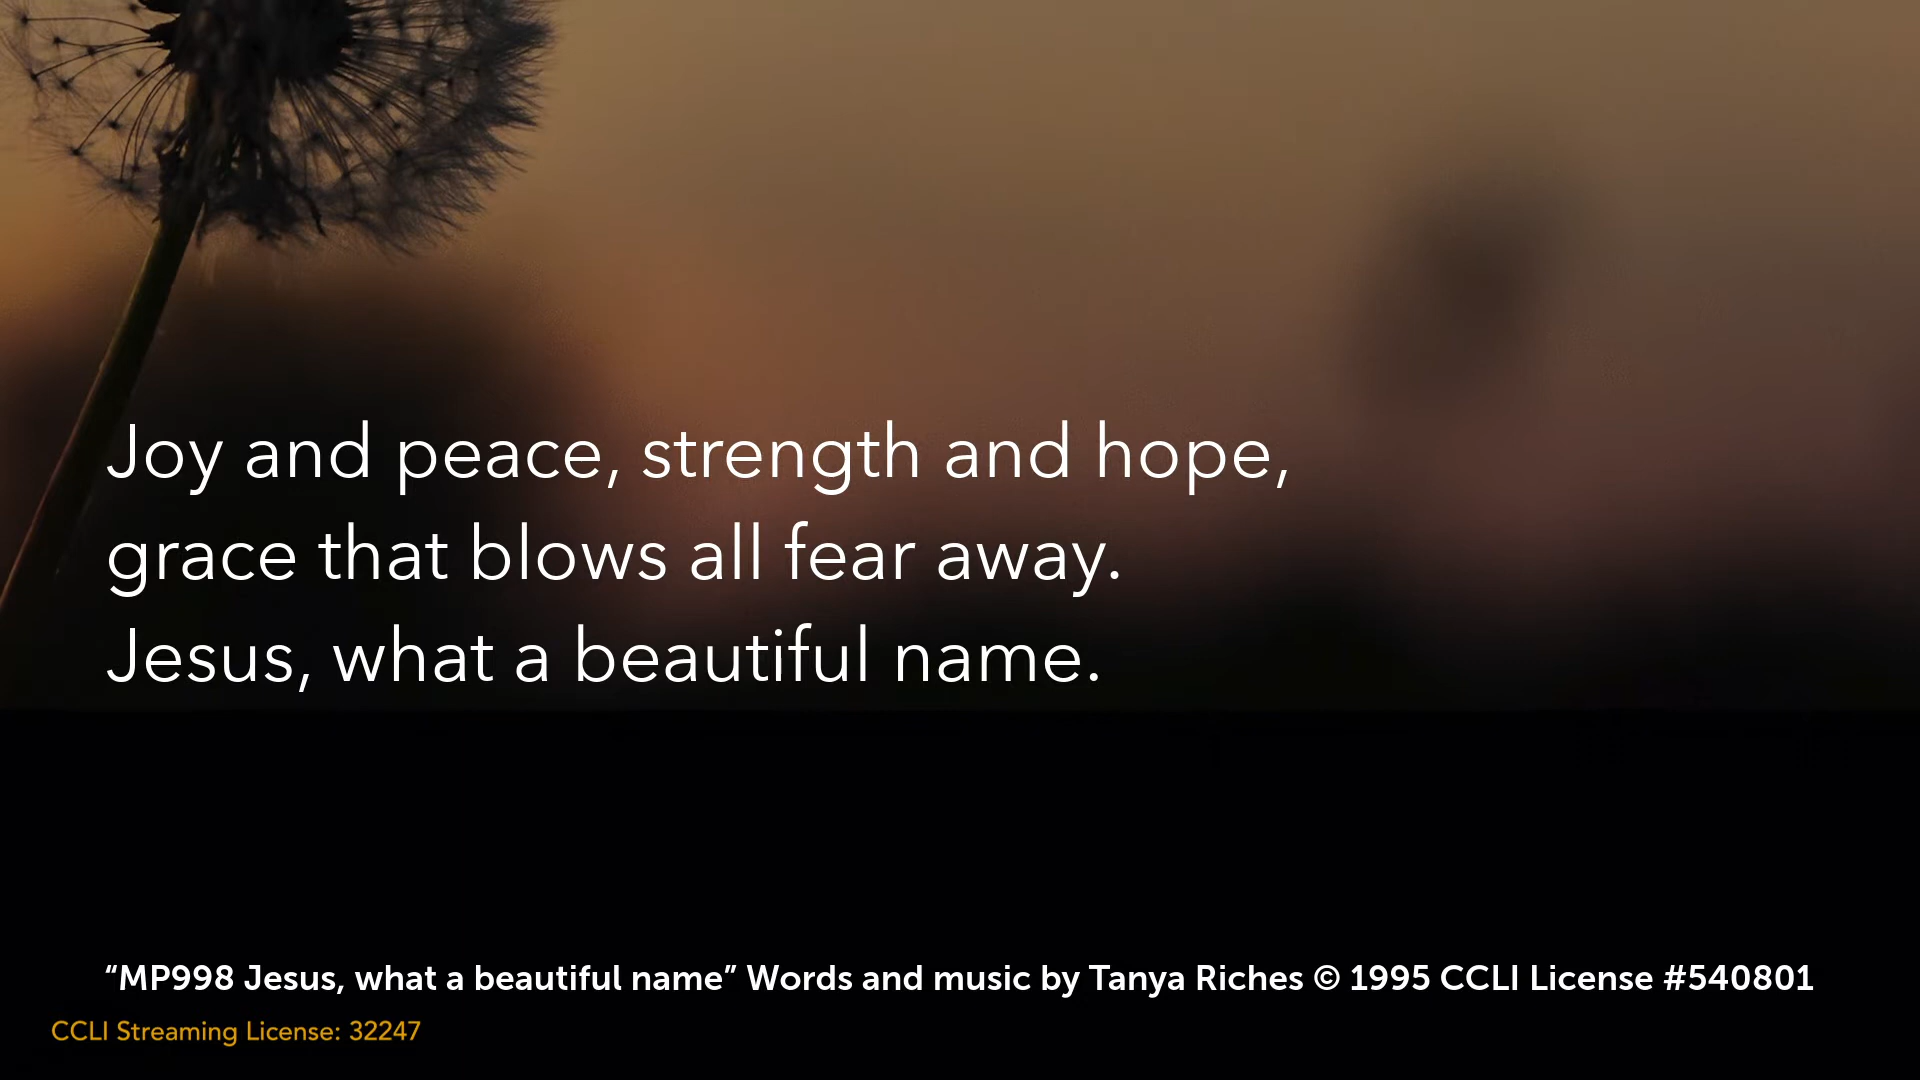 Joy and peace, strength and hope,
grace that blows all fear away.
Jesus, what a beautiful name.
“MP998 Jesus, what a beautiful name” Words and music by Tanya Riches © 1995 CCLI License #540801
CCLI Streaming License: 32247